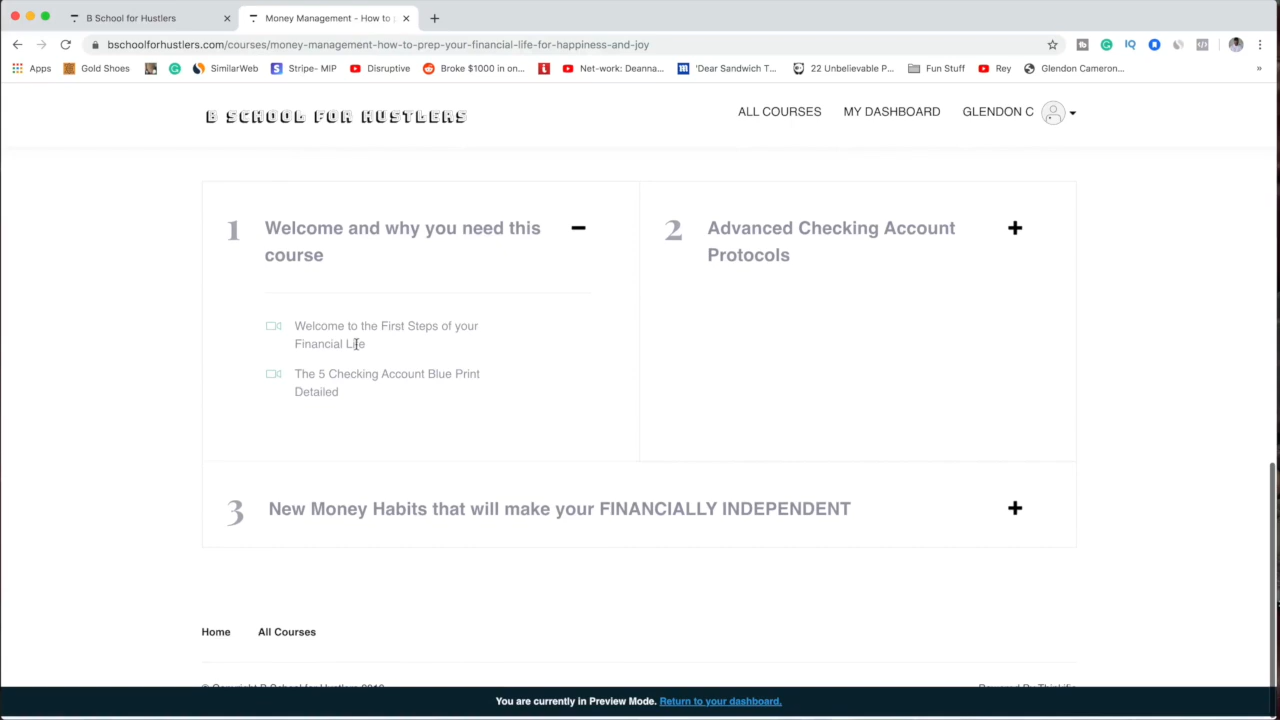 B School for Hustlers
Money Management - How to
bschoolforhustlers.com/courses/money-management-how-to-prep-your-financial-life-for-happiness-and-joy
Apps Gold Shoes SimilarWeb Stripe- MIP Disruptive Broke $1000 in on... Net-work: Deanna... 'Dear Sandwich T... 22 Unbelievable P... Fun Stuff Rey Glendon Cameron... »
B SCHOOL FOR HUSTLERS
ALL COURSES MY DASHBOARD GLENDON C
1 Welcome and why you need this
course
Welcome to the First Steps of your
Financial Life
The 5 Checking Account Blue Print
Detailed
2 Advanced Checking Account
Protocols
3 New Money Habits that will make your FINANCIALLY INDEPENDENT
Home All Courses
You are currently in Preview Mode. Return to your dashboard.